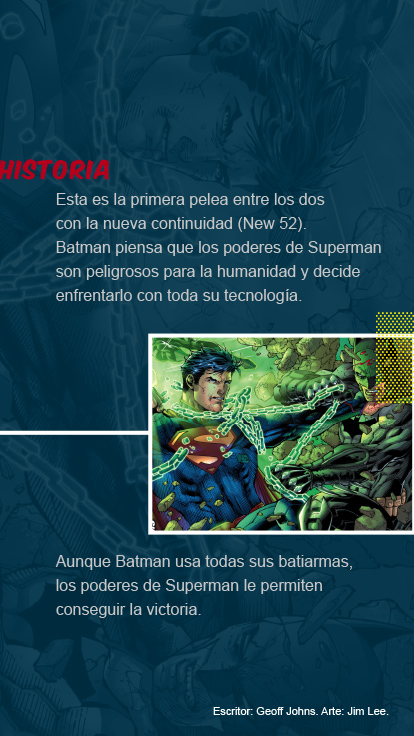 HISTORIA
Esta es la primera pelea entre los dos
con la nueva continuidad (New 52).
Batman piensa que los poderes de Superman
son peligrosos para la humanidad y decide
enfrentarlo con toda su tecnología.
Aunque Batman usa todas sus batiarmas,
los poderes de Superman le permiten
conseguir la victoria.
Escritor: Geoff Johns. Arte: Jim Lee.